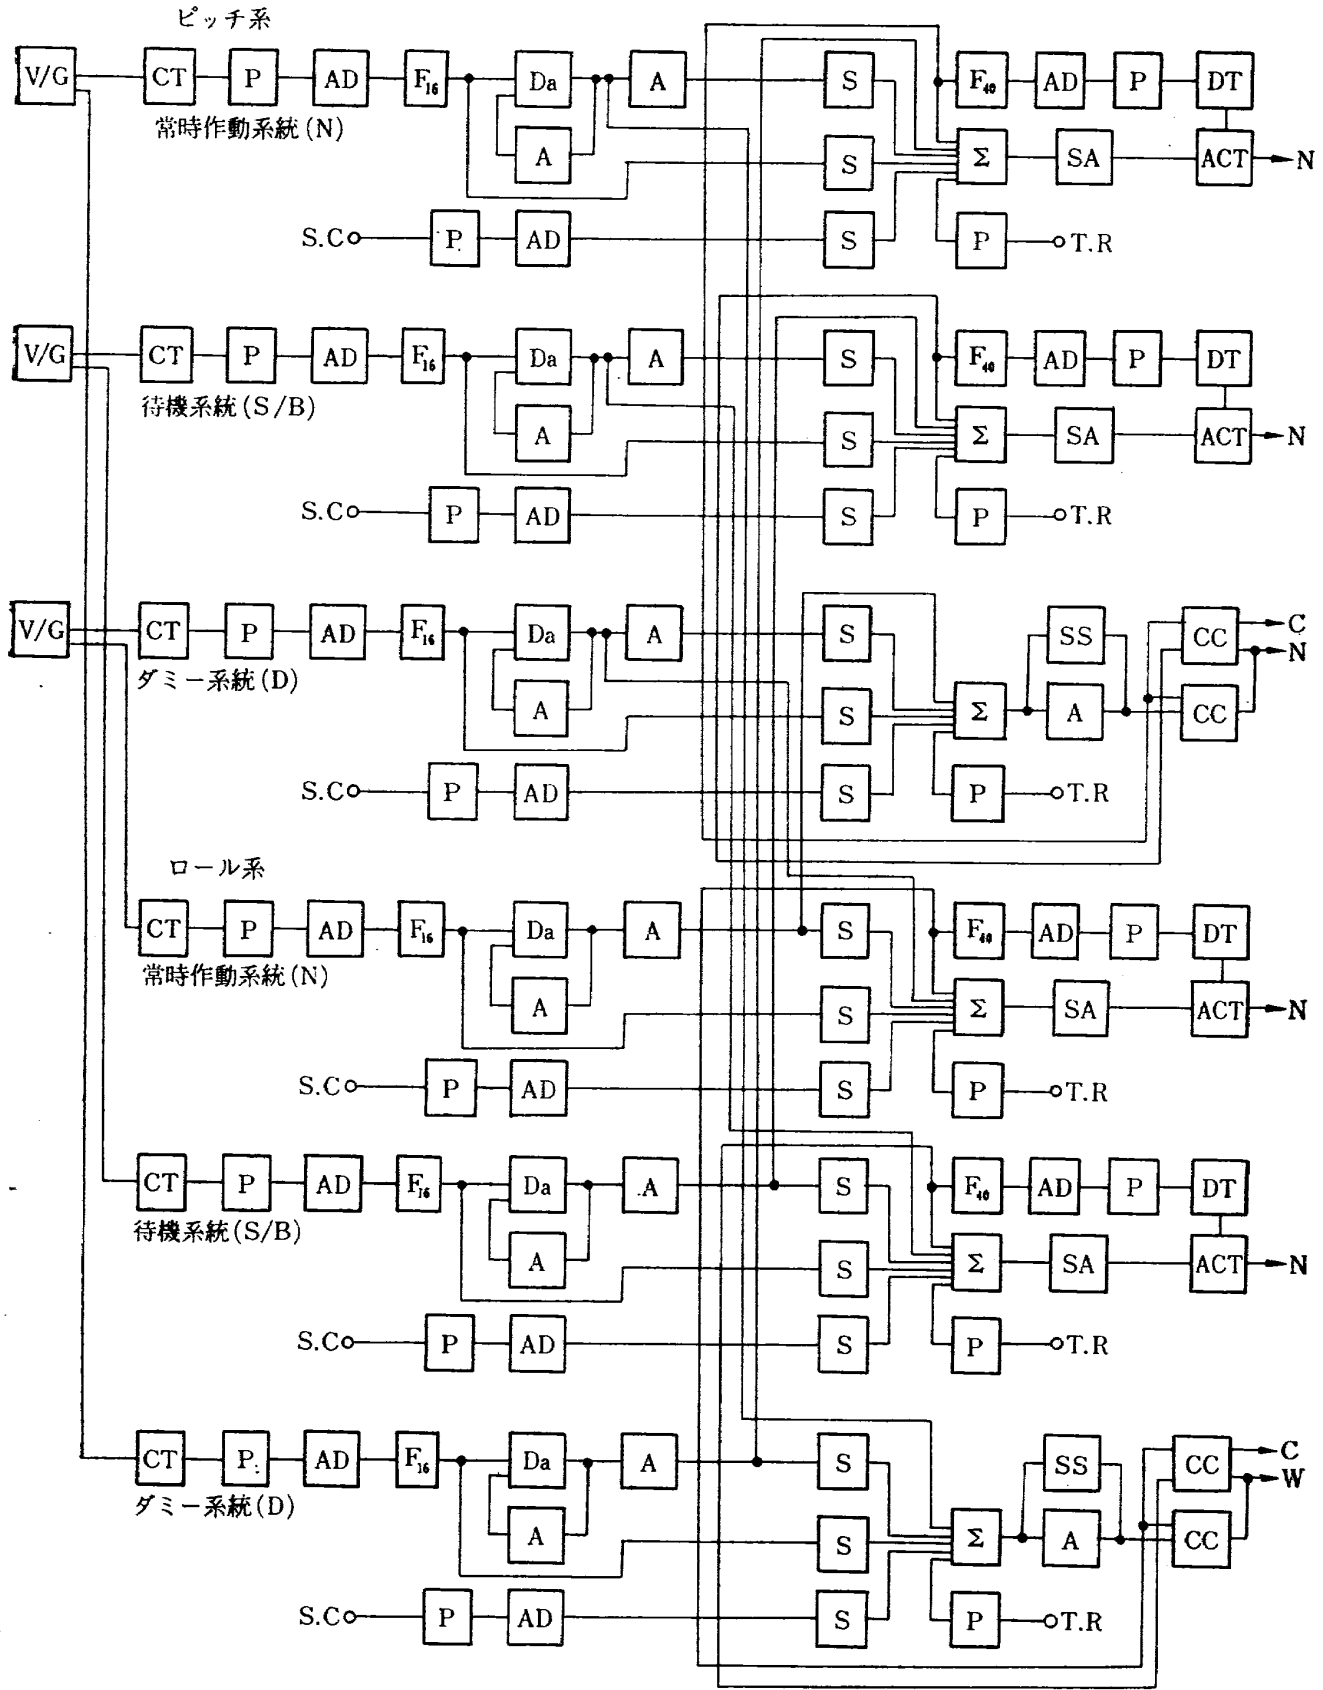 ピッチ系
V/G CT P AD F₁₆ Da A S F₄₀ AD P DT
常時作動系統(N)
A S Σ SA ACT N
S.C P AD S P T.R
V/G CT P AD F₁₆ Da A S F₄₀ AD P DT
待機系統(S/B)
A S Σ SA ACT N
S.C P AD S P T.R
V/G CT P AD F₁₆ Da A S SS CC C
N
ダミー系統(D)
A S Σ A CC
S.C P AD S P T.R
ロール系
CT P AD F₁₆ Da A S F₄₀ AD P DT
常時作動系統(N)
A S Σ SA ACT N
S.C P AD S P T.R
CT P AD F₁₆ Da A S F₄₀ AD P DT
待機系統(S/B)
A S Σ SA ACT N
S.C P AD S P T.R
CT P AD F₁₆ Da A S SS CC C
W
ダミー系統(D)
A S Σ A CC
S.C P AD S P T.R